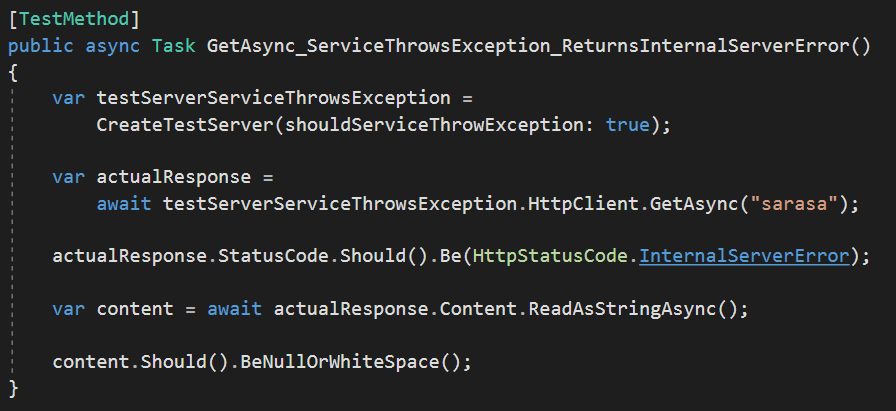 [TestMethod]
public async Task GetAsync_ServiceThrowsException_ReturnsInternalServerError()
{
var testServerServiceThrowsException =
CreateTestServer(shouldServiceThrowException: true);
var actualResponse =
await testServerServiceThrowsException.HttpClient.GetAsync("sarasa");
actualResponse.StatusCode.Should().Be(HttpStatusCode.InternalServerError);
var content = await actualResponse.Content.ReadAsStringAsync();
content.Should().BeNullOrWhiteSpace();
}